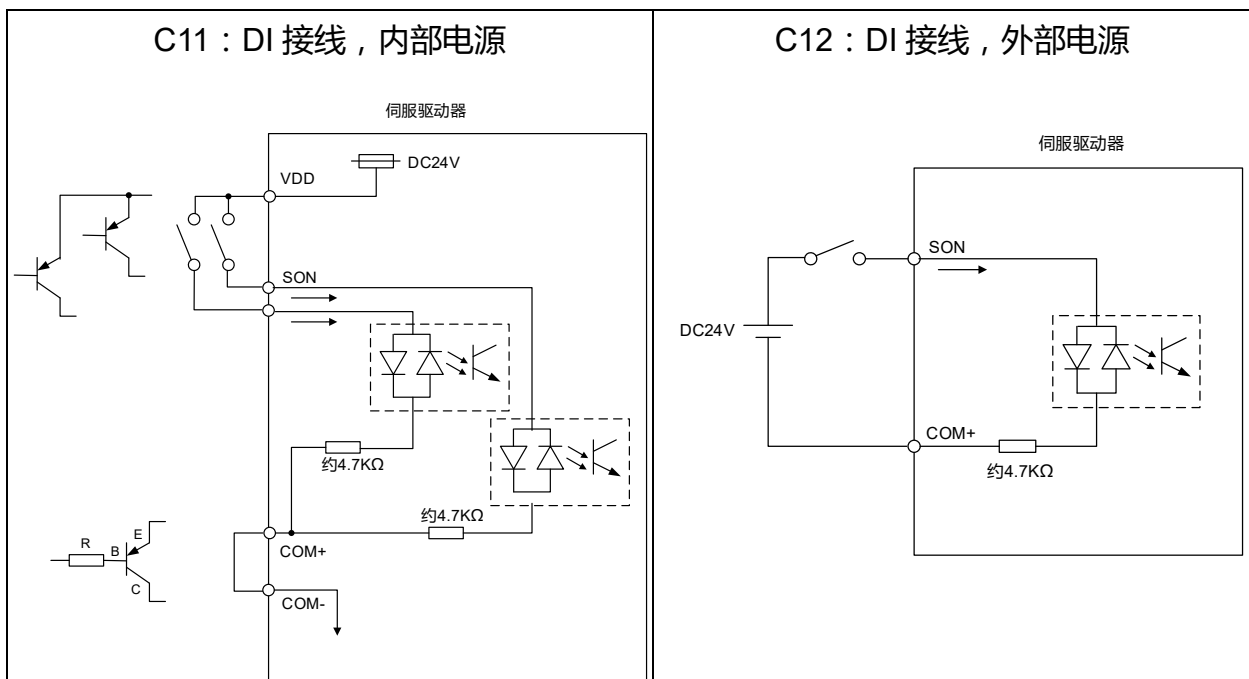 C11：DI 接线，内部电源
伺服驱动器
DC24V
VDD
SON
约4.7KΩ
约4.7KΩ
COM+
COM-
R
B
E
C
C12：DI 接线，外部电源
伺服驱动器
SON
DC24V
COM+
约4.7KΩ